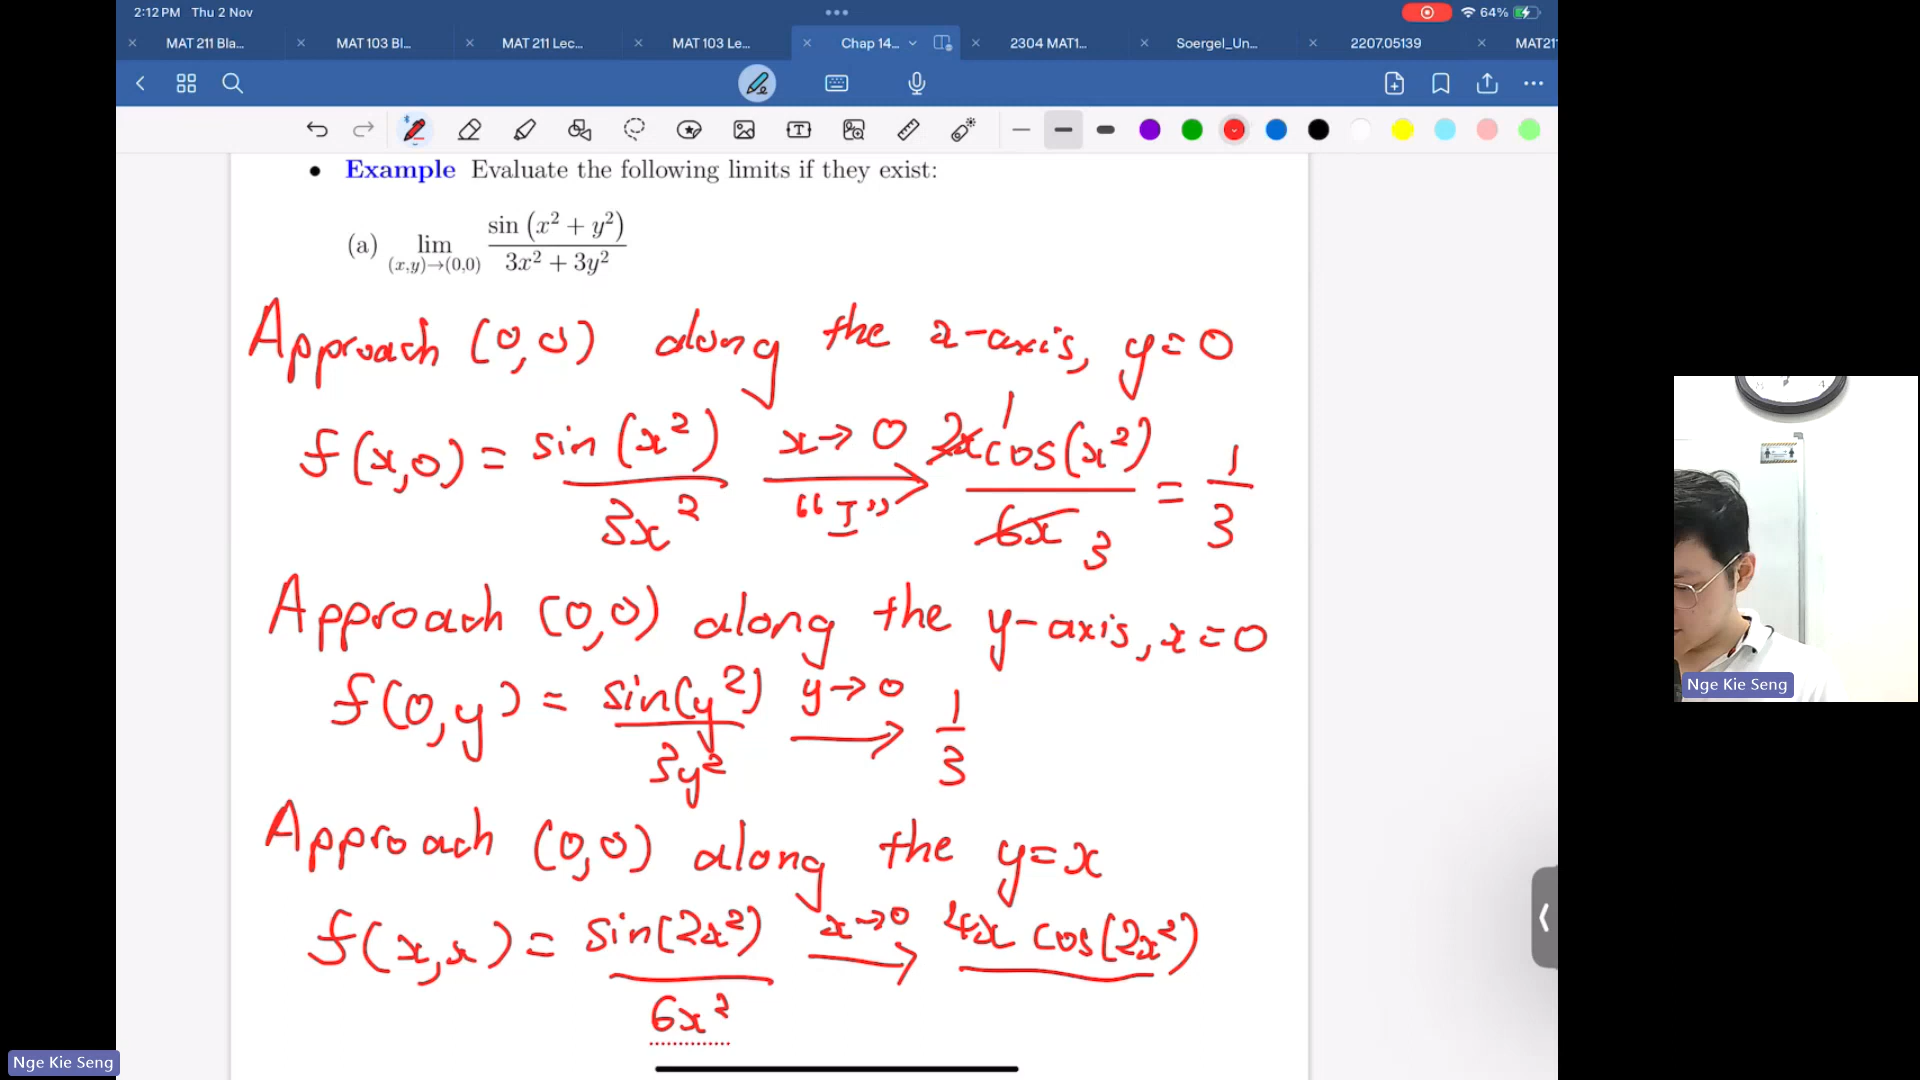 2:12 PM Thu 2 Nov
64%
MAT 211 Bla...
MAT 103 Bl...
MAT 211 Lec...
MAT 103 Le...
Chap 14...
2304 MAT1...
Soergel_Un...
2207.05139
MAT21
• Example Evaluate the following limits if they exist:
(a) lim_{(x,y)→(0,0)} sin (x² + y²) / 3x² + 3y²
Approach (0,0) along the x-axis, y=0
f(x,0) = sin(x²) / 3x² x→0 → "I" 2x cos(x²) 1 / 6x 3 = 1/3
Approach (0,0) along the y-axis, x=0
f(0,y) = sin(y²) / 3y² y→0 → 1/3
Approach (0,0) along the y=x
f(x,x) = sin(2x²) / 6x² x→0 → 4x cos(2x²)
Nge Kie Seng
Nge Kie Seng